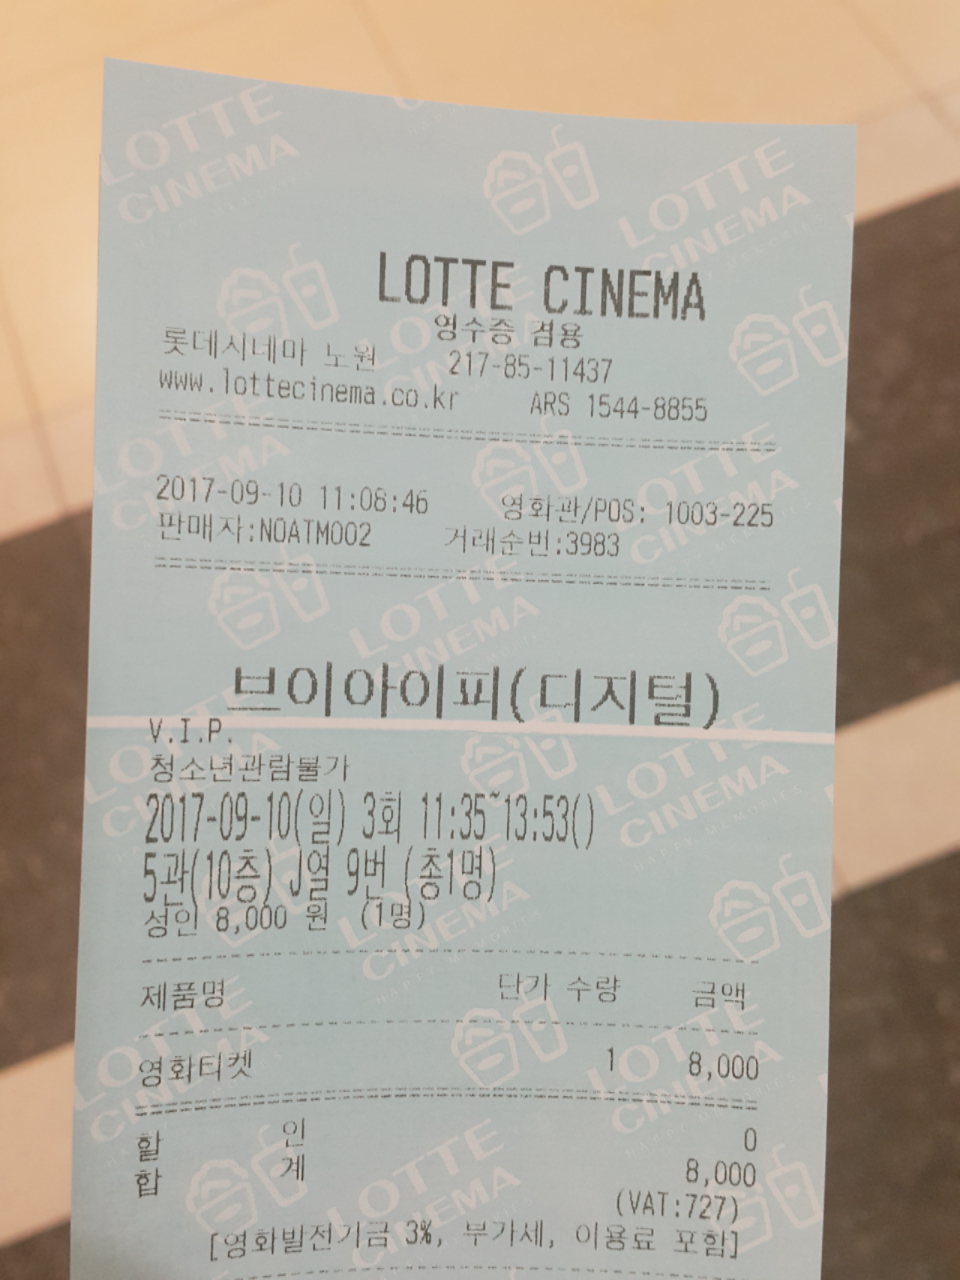 LOTTE CINEMA
영수증 겸용
롯데시네마 노원 217-85-11437
www.lottecinema.co.kr ARS 1544-8855
2017-09-10 11:08:46 영화관/POS: 1003-225
판매자:NOATM002 거래순번:3983
브이아이피(디지털)
V.I.P.
청소년관람불가
2017-09-10(일) 3회 11:35~13:53()
5관(10층) J열 9번 (총1명)
성인 8,000 원 (1명)
제품명 단가 수량 금액
영화티켓 1 8,000
할 인 0
합 계 8,000
(VAT:727)
[영화발전기금 3%, 부가세, 이용료 포함]